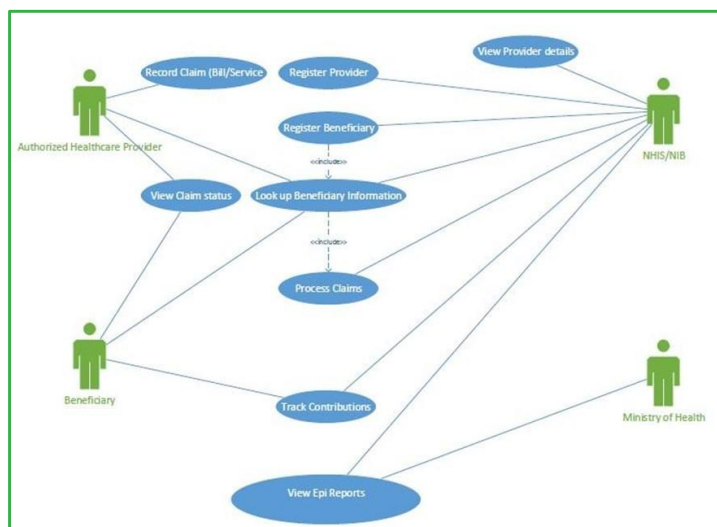 View Provider details
Record Claim (Bill/Service
Register Provider
Register Beneficiary
Authorized Healthcare Provider
NHIS/NIB
<<include>>
View Claim status
Look up Beneficiary Information
<<include>>
Process Claims
Beneficiary
Track Contributions
Ministry of Health
View Epi Reports